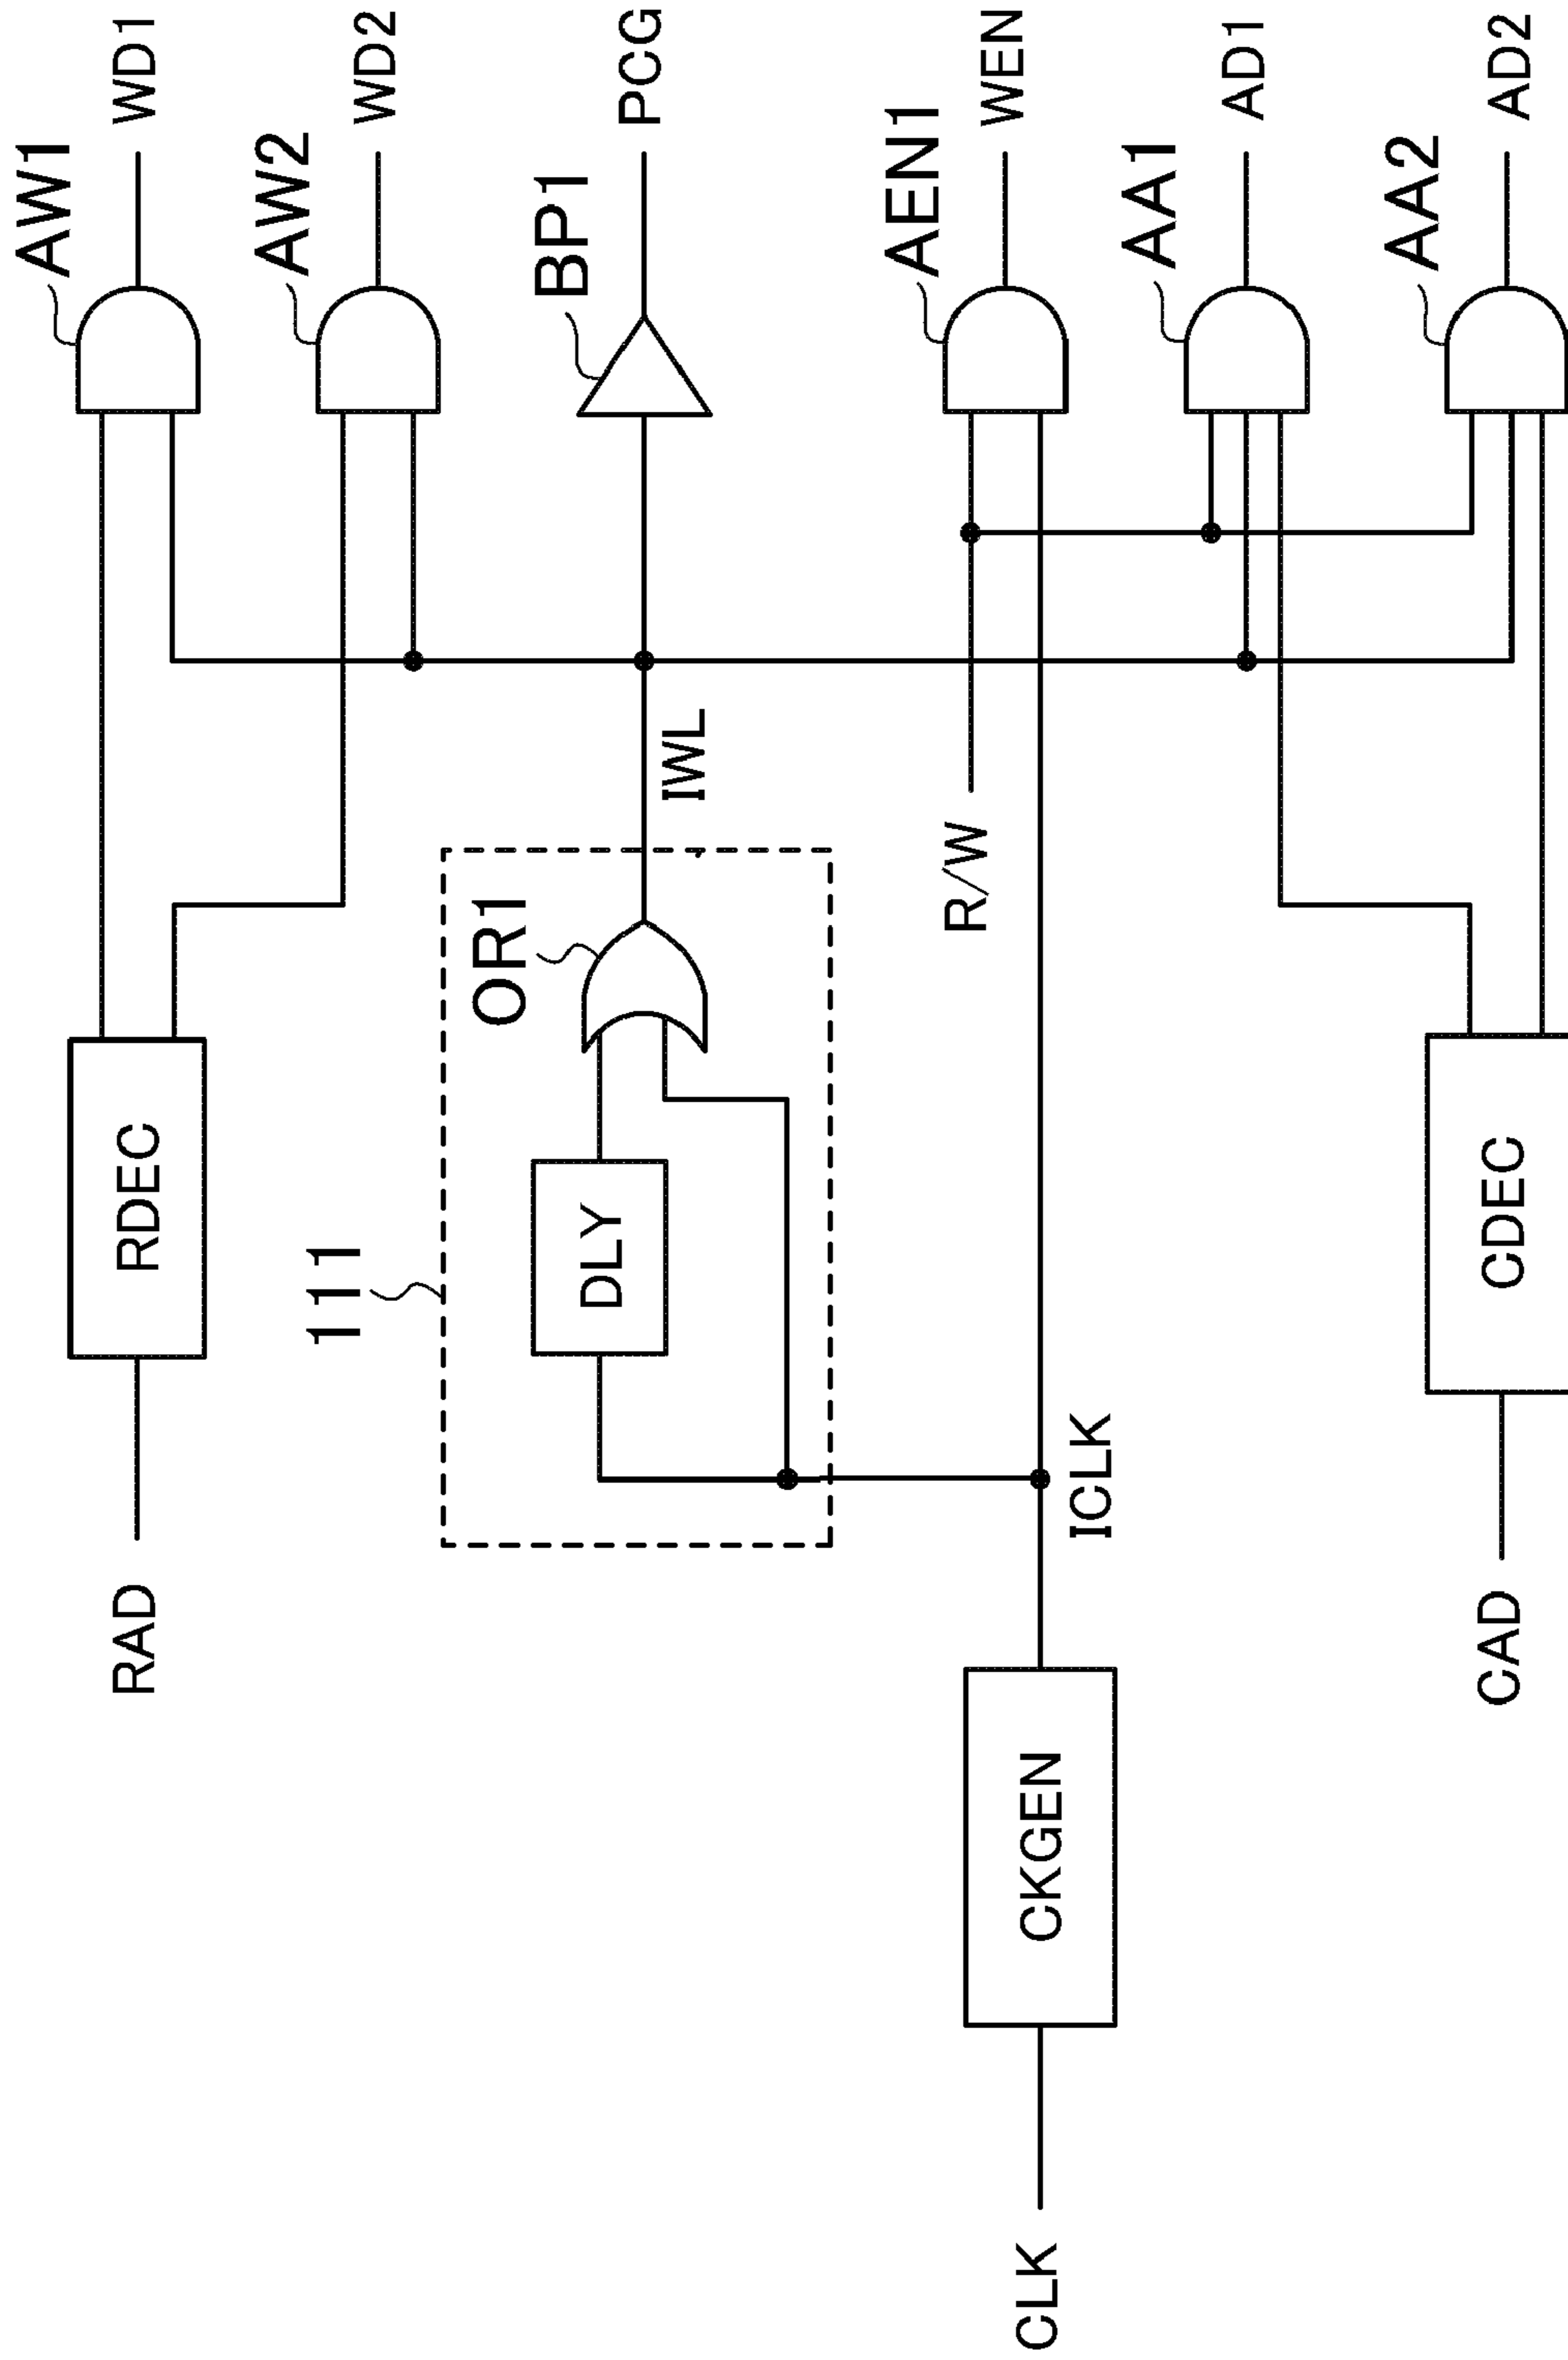 AW1
WD1
AW2
WD2
RAD
RDEC
111
BP1
PCG
DLY
OR1
IWL
AEN1
WEN
R/W
CLK
CKGEN
ICLK
AA1
AD1
AA2
AD2
CAD
CDEC